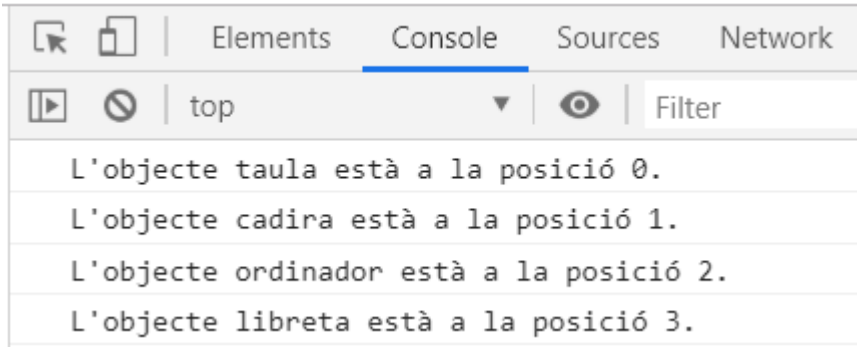 Elements Console Sources Network
top Filter
L'objecte taula està a la posició 0.
L'objecte cadira està a la posició 1.
L'objecte ordinador està a la posició 2.
L'objecte libreta està a la posició 3.